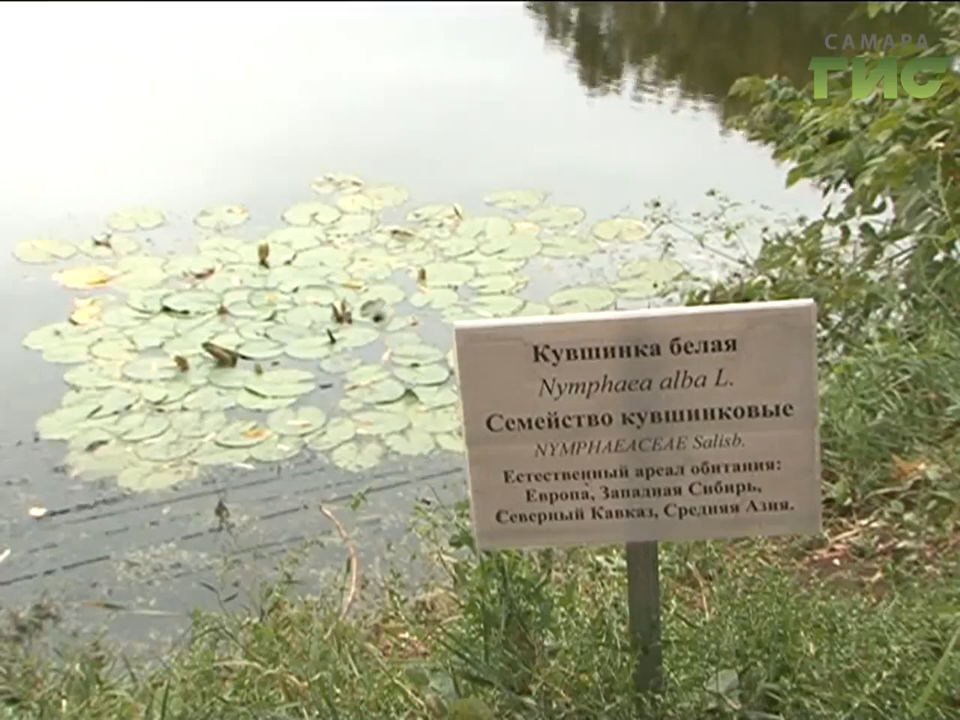 САМАРА
ГИС
Кувшинка белая
Nymphaea alba L.
Семейство кувшинковые
NYMPHAEACEAE Salisb.
Естественный ареал обитания:
Европа, Западная Сибирь,
Северный Кавказ, Средняя Азия.